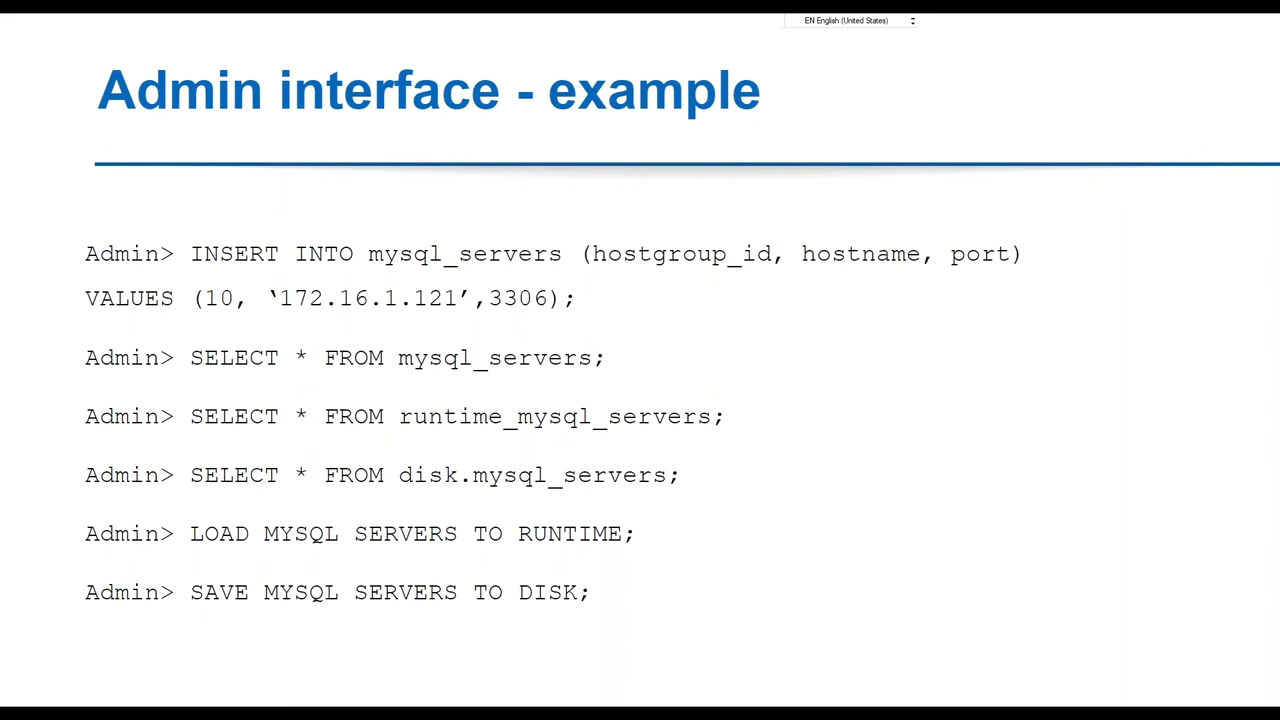 EN English (United States)
Admin interface - example
Admin> INSERT INTO mysql_servers (hostgroup_id, hostname, port)
VALUES (10, ‘172.16.1.121’,3306);
Admin> SELECT * FROM mysql_servers;
Admin> SELECT * FROM runtime_mysql_servers;
Admin> SELECT * FROM disk.mysql_servers;
Admin> LOAD MYSQL SERVERS TO RUNTIME;
Admin> SAVE MYSQL SERVERS TO DISK;